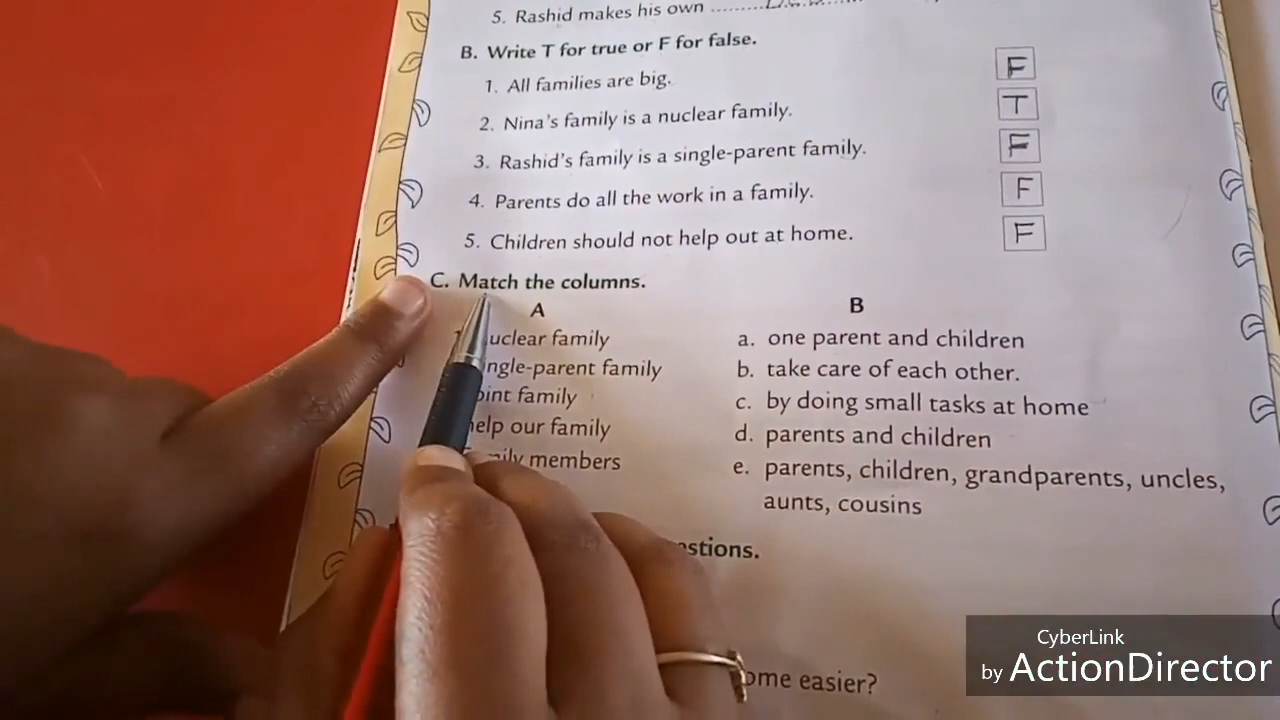 5. Rashid makes his own ..........
B. Write T for true or F for false.
1. All families are big. F
2. Nina's family is a nuclear family. T
3. Rashid's family is a single-parent family. F
4. Parents do all the work in a family. F
5. Children should not help out at home. F
C. Match the columns.
A B
uclear family a. one parent and children
ngle-parent family b. take care of each other.
oint family c. by doing small tasks at home
help our family d. parents and children
mily members e. parents, children, grandparents, uncles,
aunts, cousins
estions.
ome easier?
CyberLink
by ActionDirector